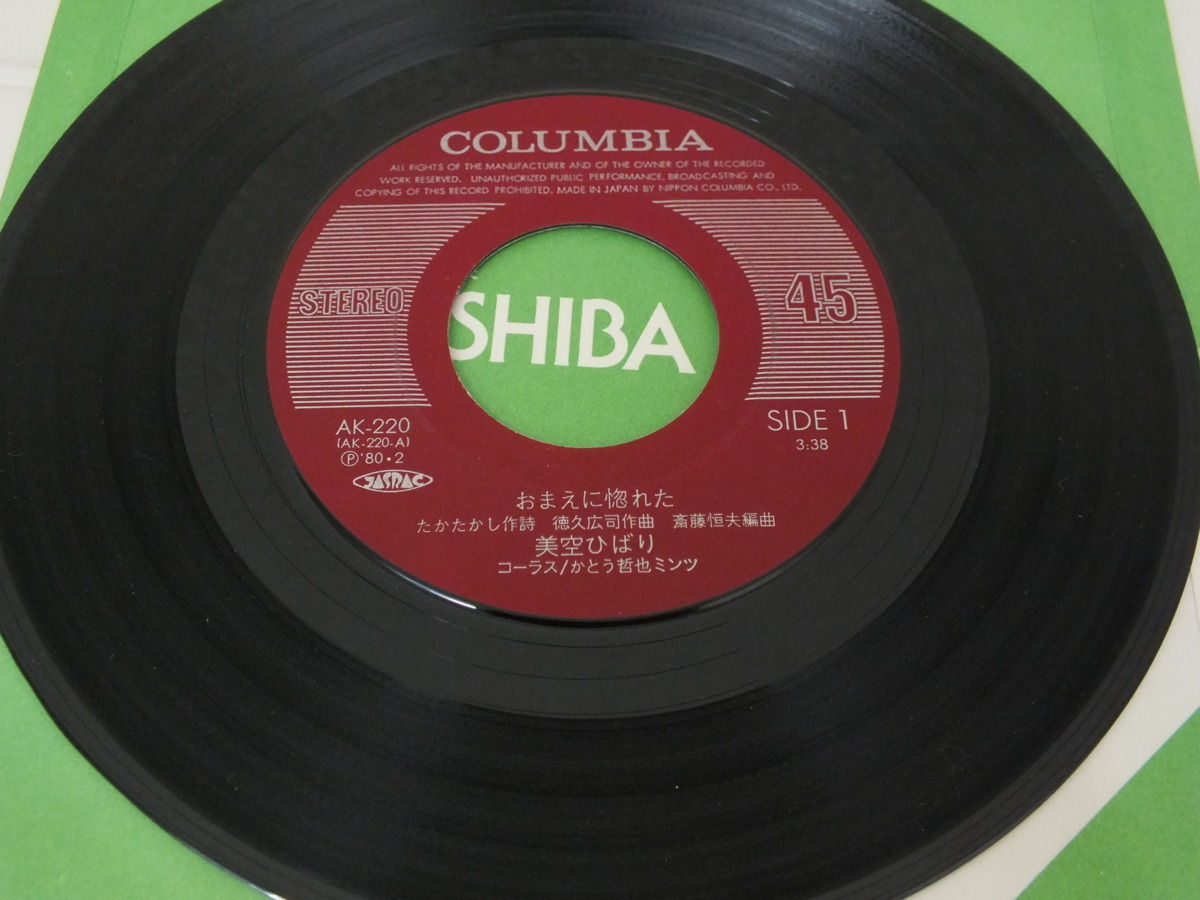 COLUMBIA
ALL RIGHTS OF THE MANUFACTURER AND OF THE OWNER OF THE RECORDED
WORK RESERVED. UNAUTHORIZED PUBLIC PERFORMANCE, BROADCASTING AND
COPYING OF THIS RECORD PROHIBITED. MADE IN JAPAN BY NIPPON COLUMBIA CO., LTD.
STEREO
45
SHIBA
AK-220
(AK-220-A)
Ⓟ'80・2
JASRAC
SIDE 1
3:38
おまえに惚れた
たかたかし作詩 徳久広司作曲 斎藤恒夫編曲
美空ひばり
コーラス/かとう哲也ミンツ